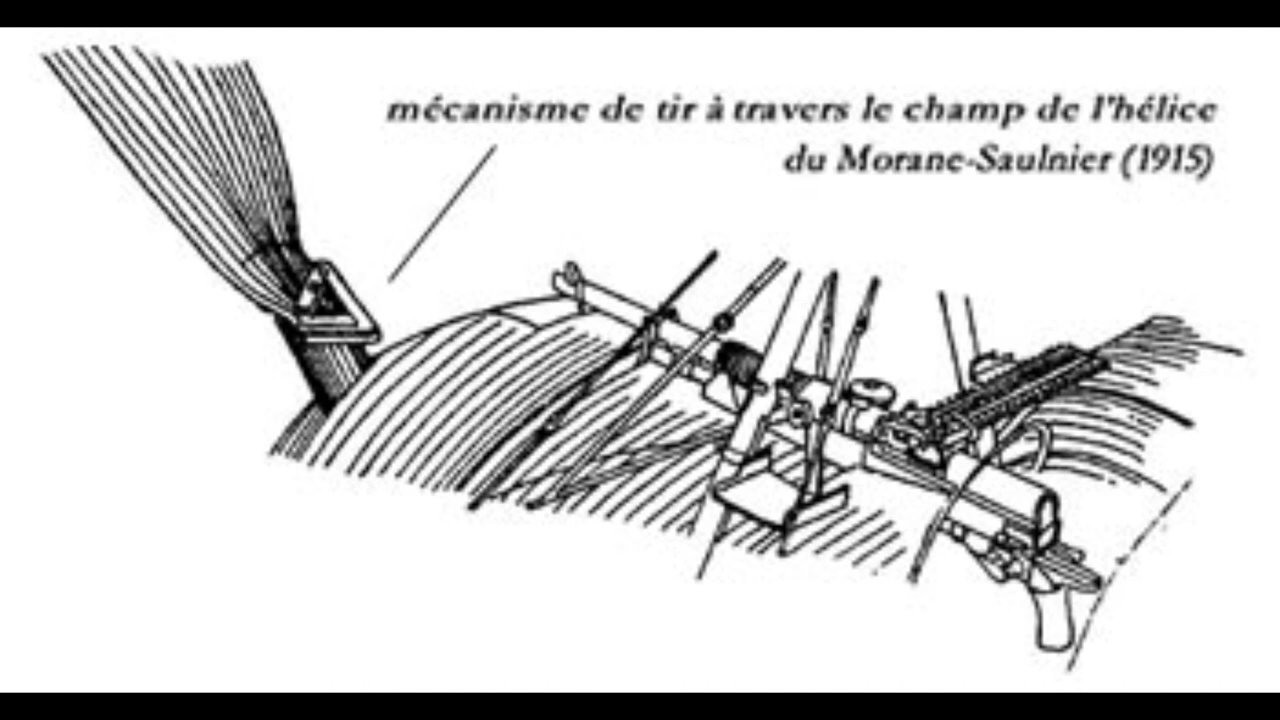 mécanisme de tir à travers le champ de l'hélice
du Morane-Saulnier (1915)